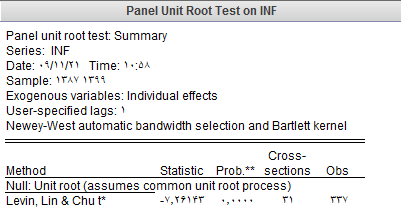 Panel Unit Root Test on INF
Panel unit root test: Summary
Series: INF
Date: ۰۹/۱۱/۲۱ Time: ۱۰:۵۸
Sample: ۱۳۸۷ ۱۳۹۹
Exogenous variables: Individual effects
User-specified lags: ۱
Newey-West automatic bandwidth selection and Bartlett kernel
Cross-
Method Statistic Prob.** sections Obs
Null: Unit root (assumes common unit root process)
Levin, Lin & Chu t* -۷,۲۶۱۴۳ ۰,۰۰۰۰ ۳۱ ۳۳۷